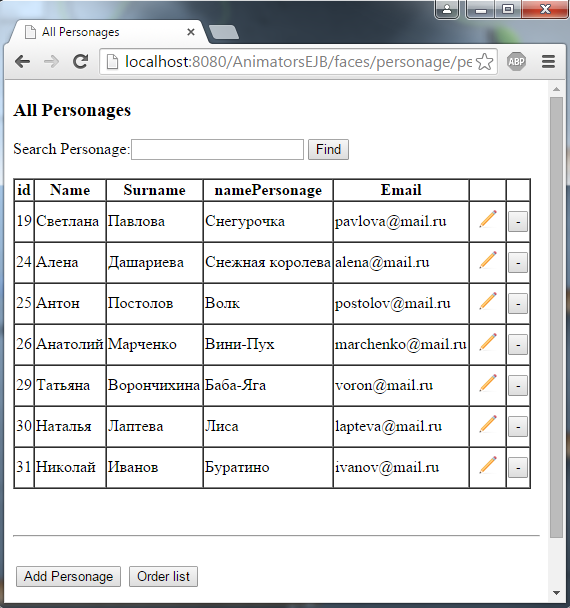 All Personages
localhost:8080/AnimatorsEJB/faces/personage/pe
ABP
All Personages
Search Personage: Find
id Name Surname namePersonage Email
19 Светлана Павлова Снегурочка pavlova@mail.ru -
24 Алена Дашариева Снежная королева alena@mail.ru -
25 Антон Постолов Волк postolov@mail.ru -
26 Анатолий Марченко Вини-Пух marchenko@mail.ru -
29 Татьяна Ворончихина Баба-Яга voron@mail.ru -
30 Наталья Лаптева Лиса lapteva@mail.ru -
31 Николай Иванов Буратино ivanov@mail.ru -
Add Personage Order list